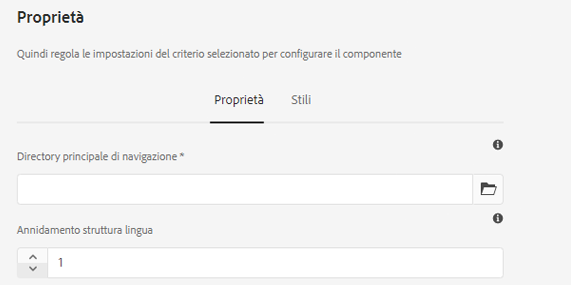 Proprietà
Quindi regola le impostazioni del criterio selezionato per configurare il componente
Proprietà Stili
Directory principale di navigazione *
Annidamento struttura lingua
1